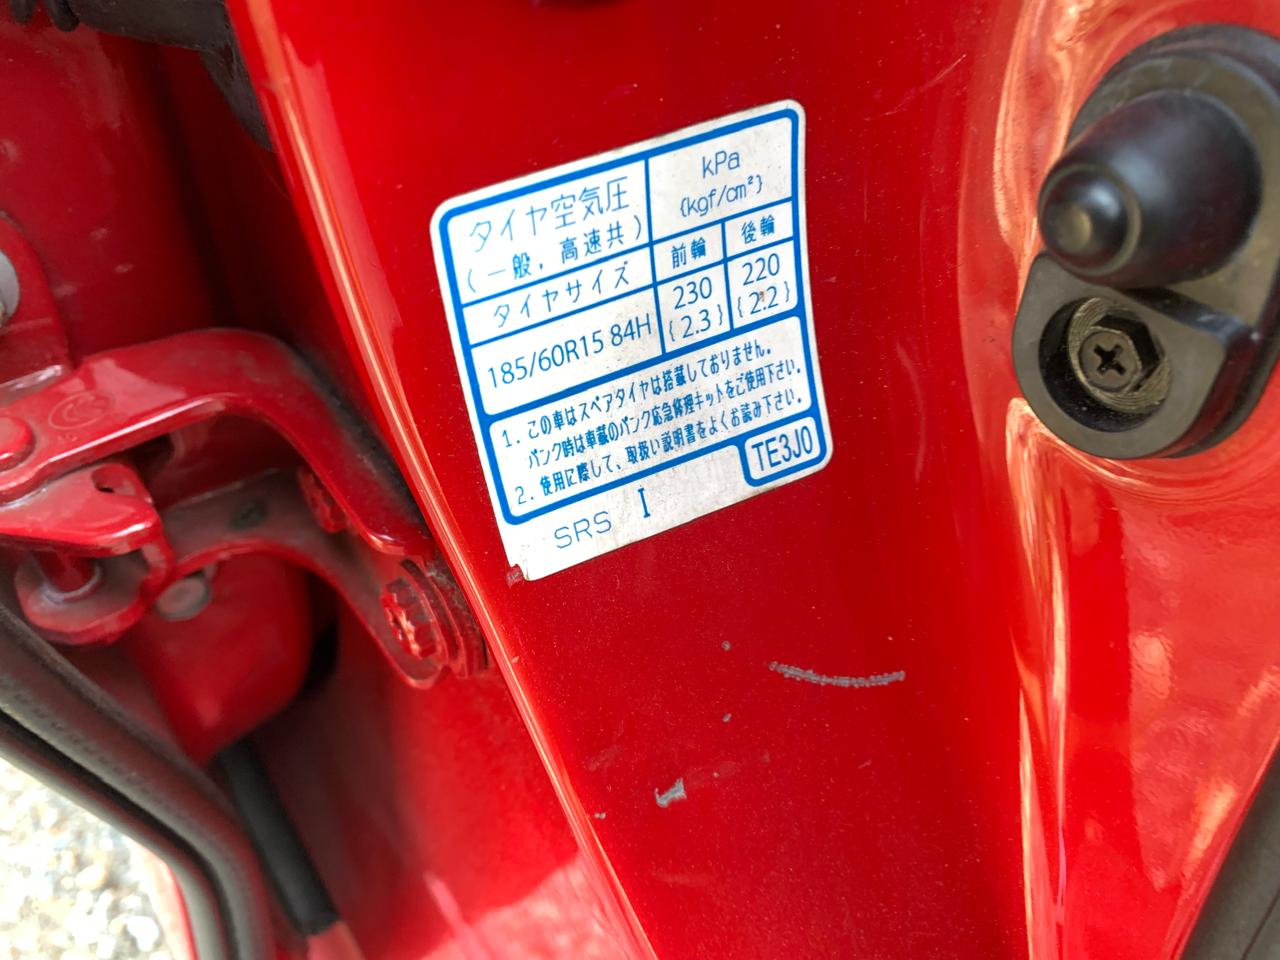 タイヤ空気圧
(一般,高速共)
kPa
{kgf/cm²}
タイヤサイズ
前輪
後輪
185/60R15 84H
230
{2.3}
220
{2.2}
1. この車はスペアタイヤは搭載しておりません。
パンク時は車載のパンク応急修理キットをご使用下さい。
2. 使用に際して、取扱い説明書をよくお読み下さい。
TE3J0
SRS I